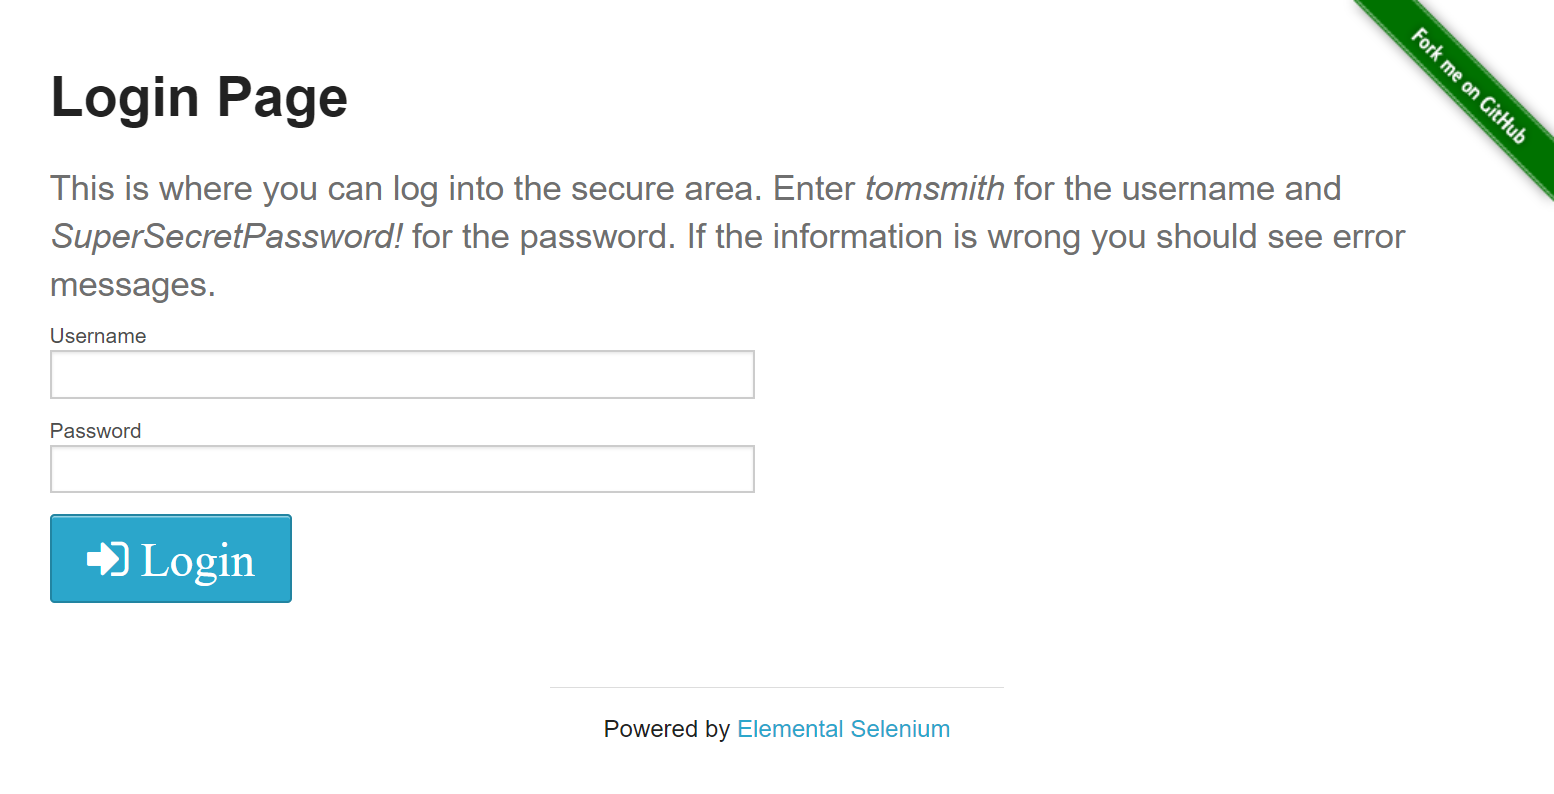 Fork me on GitHub
Login Page
This is where you can log into the secure area. Enter tomsmith for the username and
SuperSecretPassword! for the password. If the information is wrong you should see error
messages.
Username
Password
Login
Powered by Elemental Selenium